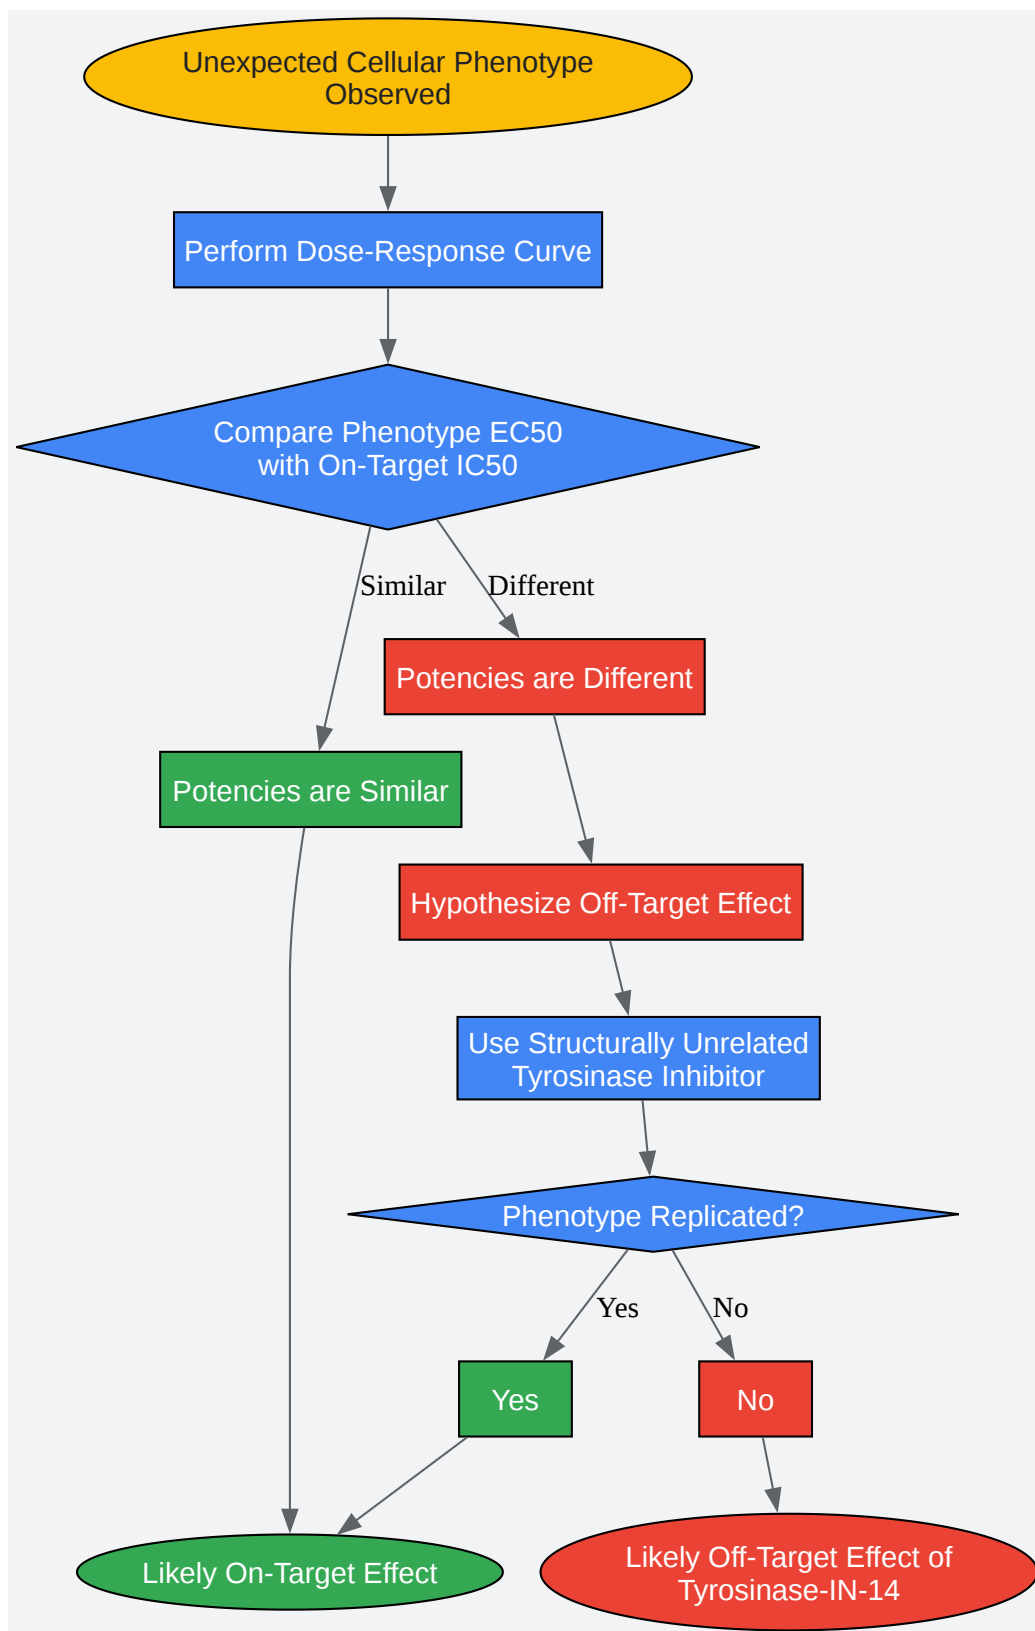 Unexpected Cellular Phenotype
Observed
Perform Dose-Response Curve
Compare Phenotype EC50
with On-Target IC50
Similar
Different
Potencies are Different
Potencies are Similar
Hypothesize Off-Target Effect
Use Structurally Unrelated
Tyrosinase Inhibitor
Phenotype Replicated?
Yes
No
Yes
No
Likely On-Target Effect
Likely Off-Target Effect of
Tyrosinase-IN-14